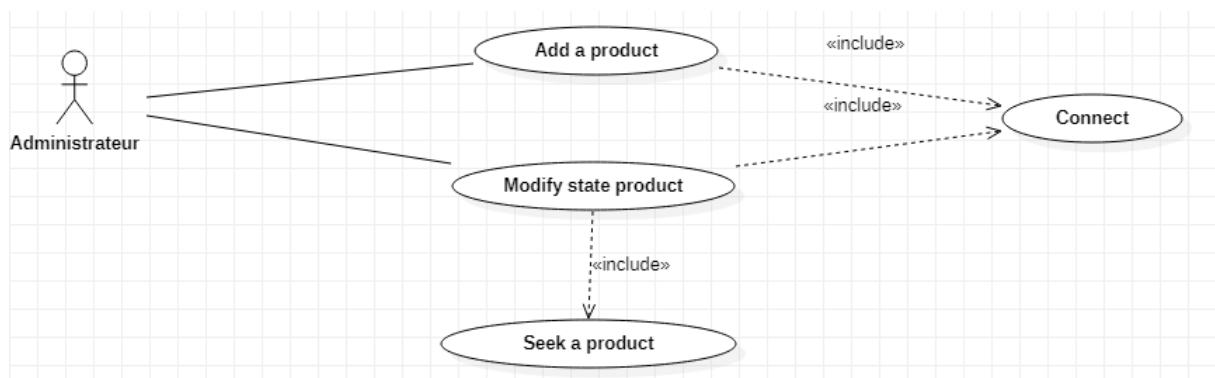 Add a product
«include»
«include»
Connect
Administrateur
Modify state product
«include»
Seek a product